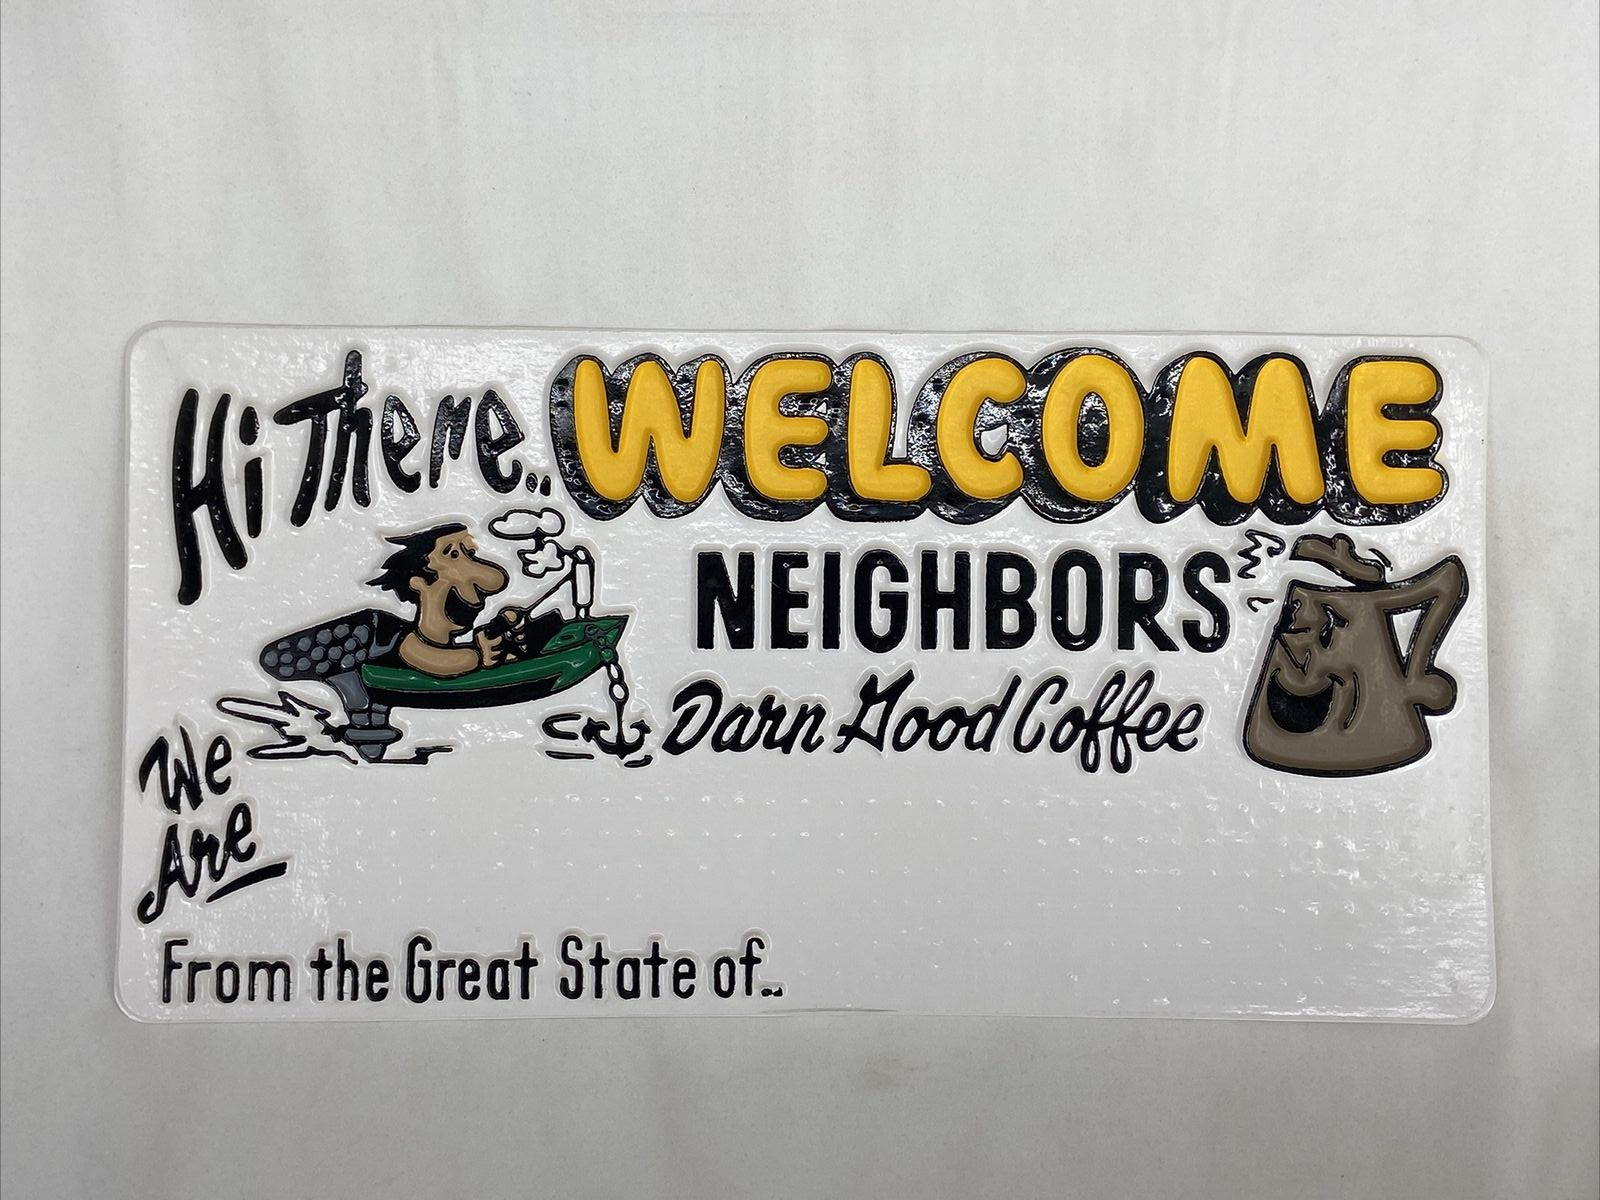 Hi There..
WELCOME
NEIGHBORS
Darn Good Coffee
We
Are
From the Great State of..